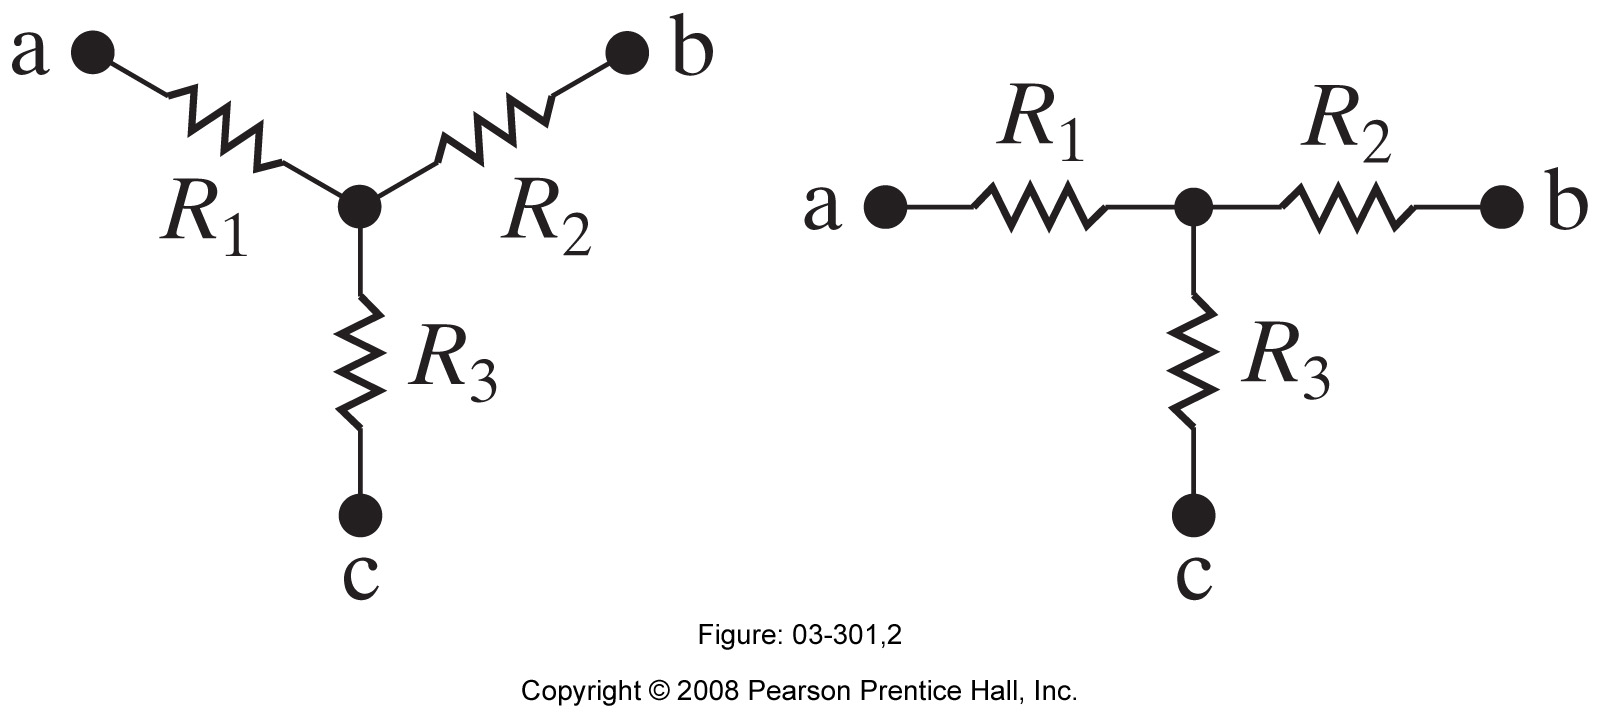 a
b
R1
R2
R3
c
a
R1
R2
b
R3
c
Figure: 03-301,2
Copyright © 2008 Pearson Prentice Hall, Inc.